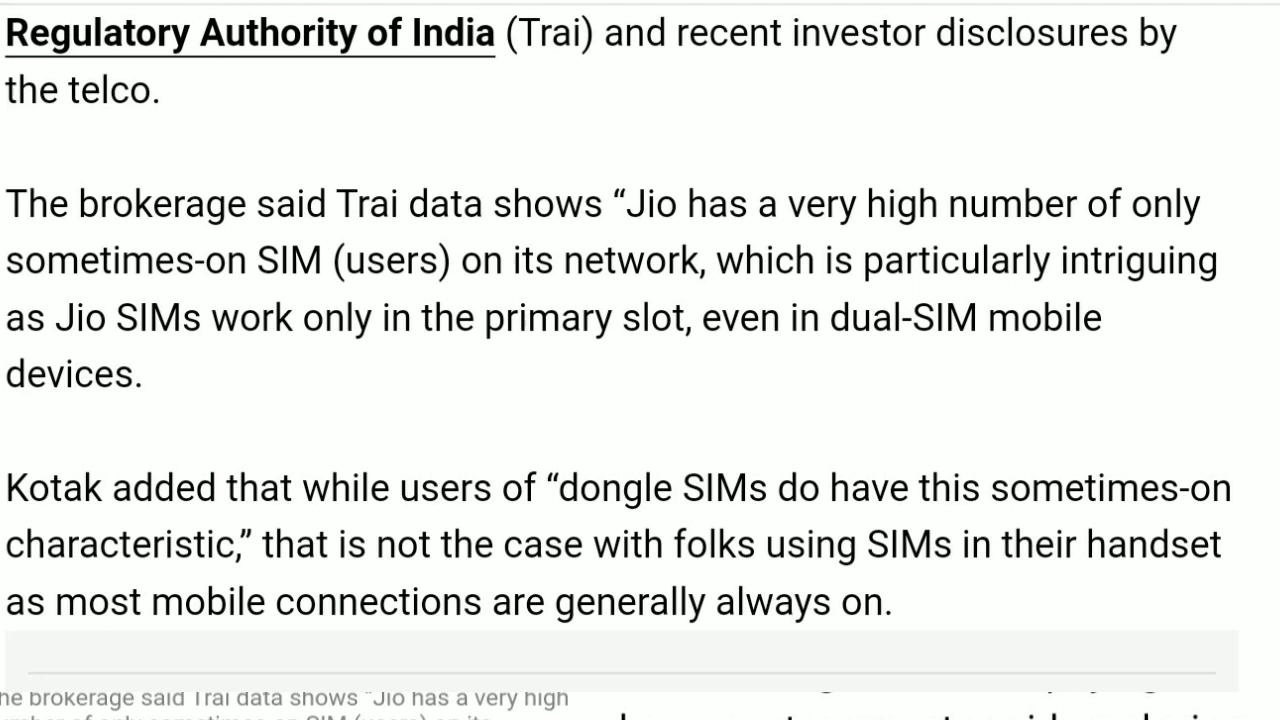 Regulatory Authority of India (Trai) and recent investor disclosures by
the telco.
The brokerage said Trai data shows “Jio has a very high number of only
sometimes-on SIM (users) on its network, which is particularly intriguing
as Jio SIMs work only in the primary slot, even in dual-SIM mobile
devices.
Kotak added that while users of “dongle SIMs do have this sometimes-on
characteristic,” that is not the case with folks using SIMs in their handset
as most mobile connections are generally always on.
he brokerage said Trai data shows “Jio has a very high